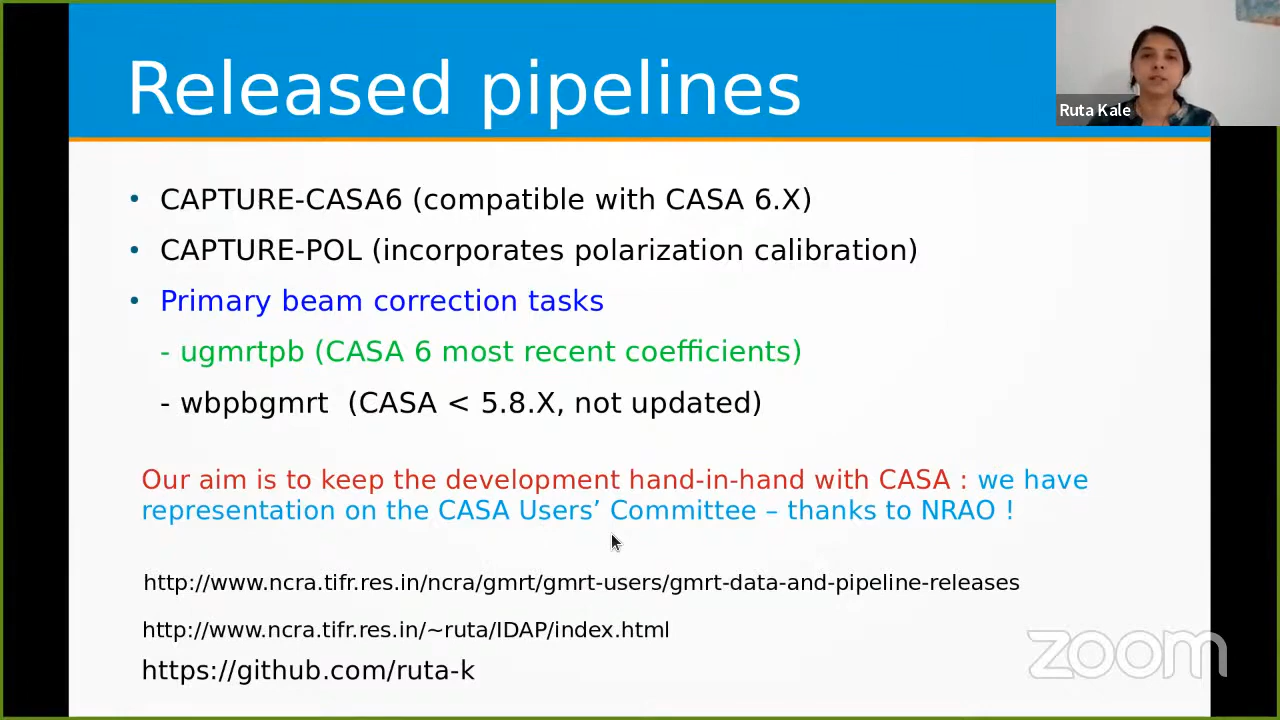 Released pipelines
Ruta Kale
• CAPTURE-CASA6 (compatible with CASA 6.X)
• CAPTURE-POL (incorporates polarization calibration)
• Primary beam correction tasks
- ugmrtpb (CASA 6 most recent coefficients)
- wbpbgmrt (CASA < 5.8.X, not updated)
Our aim is to keep the development hand-in-hand with CASA : we have
representation on the CASA Users’ Committee – thanks to NRAO !
http://www.ncra.tifr.res.in/ncra/gmrt/gmrt-users/gmrt-data-and-pipeline-releases
http://www.ncra.tifr.res.in/~ruta/IDAP/index.html
https://github.com/ruta-k
zoom